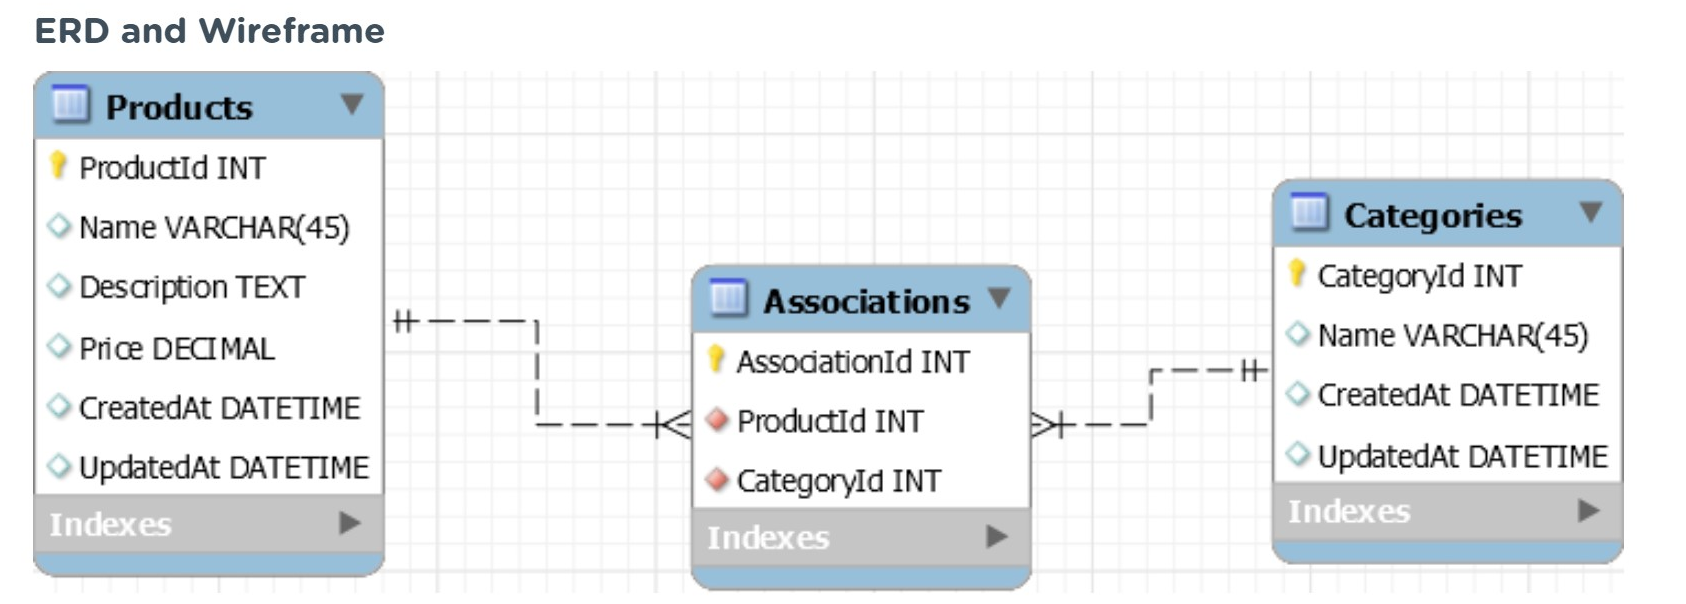 ERD and Wireframe
Products
ProductId INT
Name VARCHAR(45)
Description TEXT
Price DECIMAL
CreatedAt DATETIME
UpdatedAt DATETIME
Indexes
Associations
AssociationId INT
ProductId INT
CategoryId INT
Indexes
Categories
CategoryId INT
Name VARCHAR(45)
CreatedAt DATETIME
UpdatedAt DATETIME
Indexes